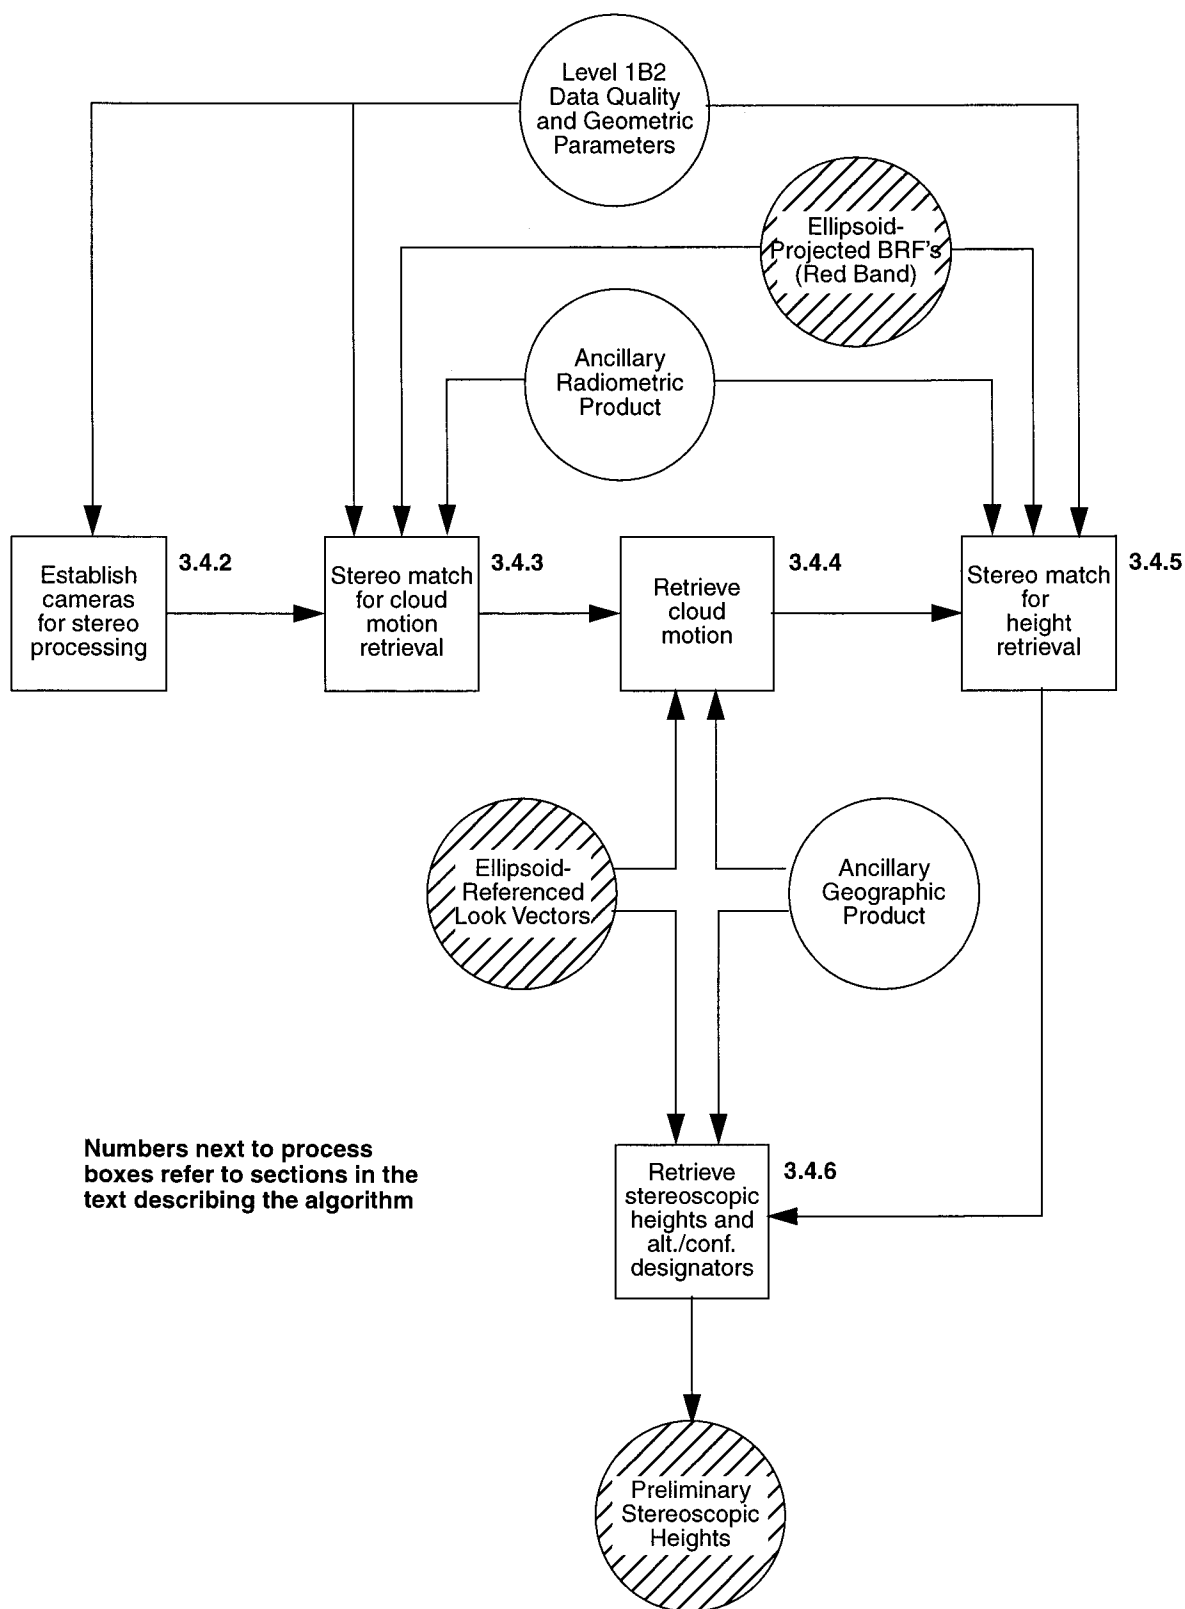 Level 1B2
Data Quality
and Geometric
Parameters
Ellipsoid-
Projected BRF's
(Red Band)
Ancillary
Radiometric
Product
Establish
cameras
for stereo
processing
3.4.2
Stereo match
for cloud
motion
retrieval
3.4.3
Retrieve
cloud
motion
3.4.4
Stereo match
for
height
retrieval
3.4.5
Ellipsoid-
Referenced
Look Vectors
Ancillary
Geographic
Product
Numbers next to process
boxes refer to sections in the
text describing the algorithm
Retrieve
stereoscopic
heights and
alt./conf.
designators
3.4.6
Preliminary
Stereoscopic
Heights